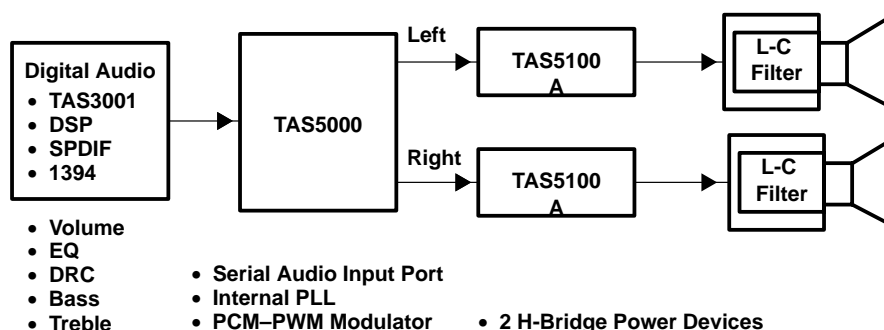 Digital Audio
• TAS3001
• DSP
• SPDIF
• 1394
TAS5000
Left
Right
TAS5100
A
TAS5100
A
L-C
Filter
L-C
Filter
• Volume
• EQ
• DRC
• Bass
• Treble
• Serial Audio Input Port
• Internal PLL
• PCM–PWM Modulator
• 2 H-Bridge Power Devices